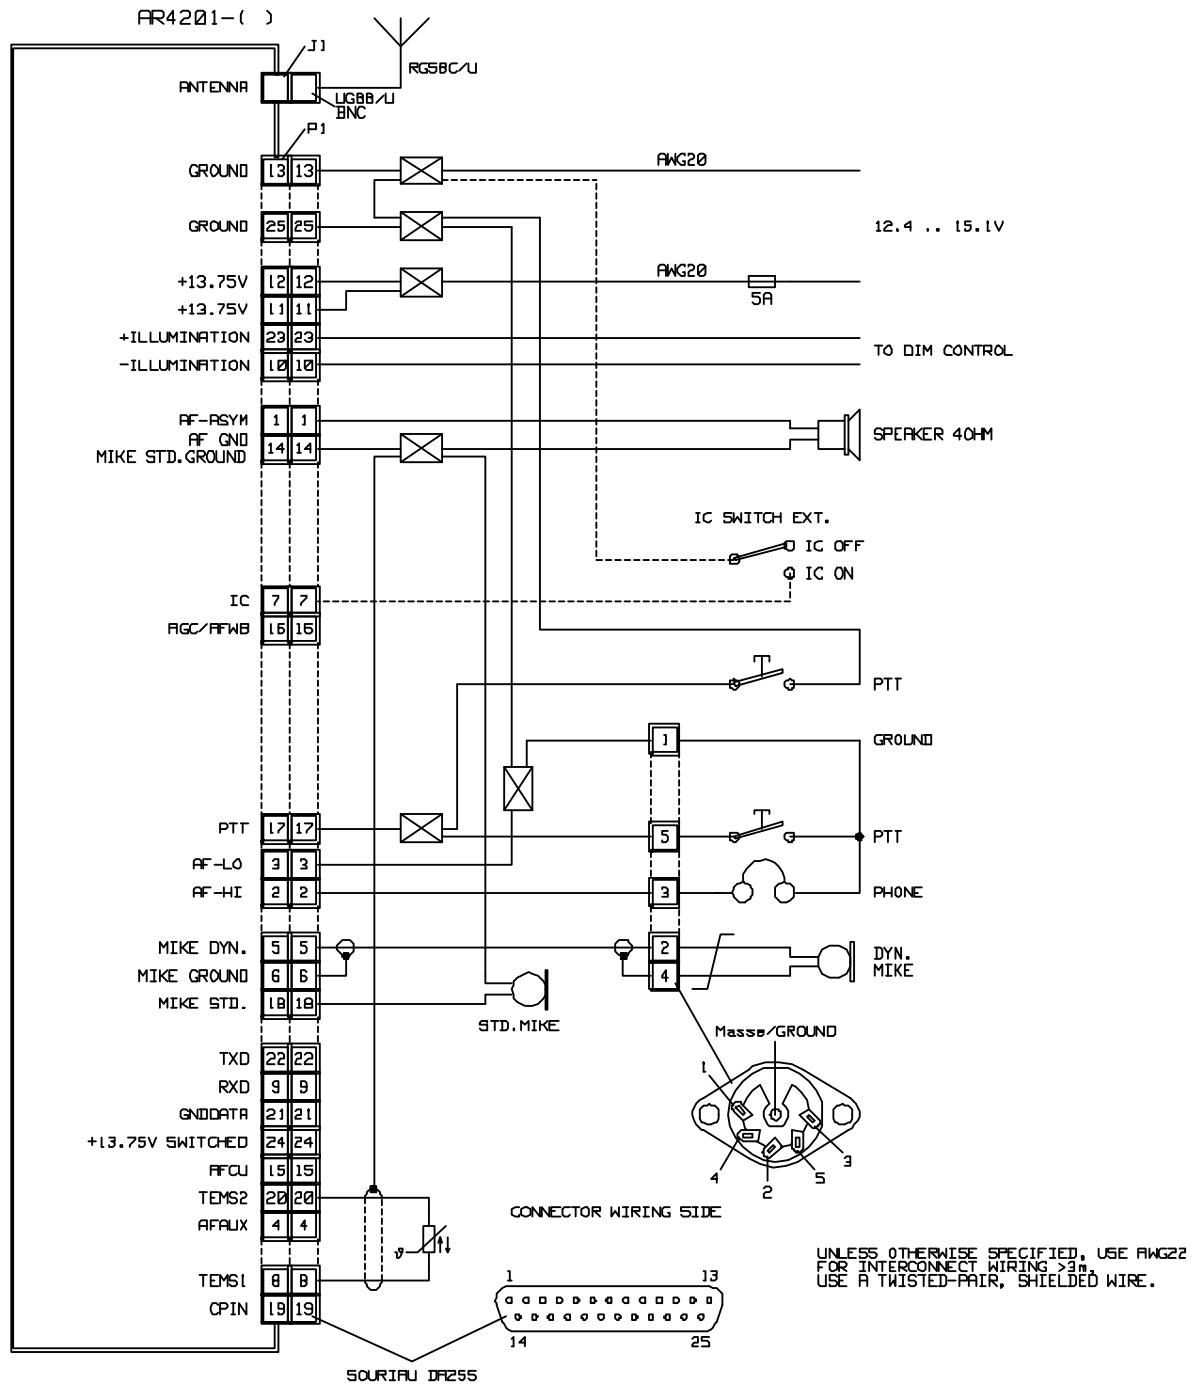 AR4201-( )
J1
RG58C/U
ANTENNA
UG88/U
BNC
P1
GROUND 13 13 AWG20
GROUND 25 25 12.4 .. 15.1V
+13.75V 12 12 AWG20
5A
+13.75V 11 11
+ILLUMINATION 23 23
TO DIM CONTROL
-ILLUMINATION 10 10
AF-ASYM 1 1
AF GND
SPEAKER 4OHM
14 14
MIKE STD.GROUND
IC SWITCH EXT.
IC OFF
IC ON
IC 7 7
AGC/AFWB 16 16
PTT
1 GROUND
PTT 17 17
5 PTT
AF-LO 3 3
AF-HI 2 2 3 PHONE
MIKE DYN. 5 5 2 DYN.
MIKE
MIKE GROUND 6 6 4
MIKE STD. 18 18
STD.MIKE
Masse/GROUND
TXD 22 22
1
RXD 9 9
GNDDATA 21 21
+13.75V SWITCHED 24 24
3
AFCU 15 15
4 5
2
TEMS2 20 20
CONNECTOR WIRING SIDE
AFAUX 4 4
ϑ
UNLESS OTHERWISE SPECIFIED, USE AWG22
FOR INTERCONNECT WIRING >3m,
USE A TWISTED-PAIR, SHIELDED WIRE.
TEMS1 8 8
1 13
CPIN 19 19
14 25
SOURIAU DA255